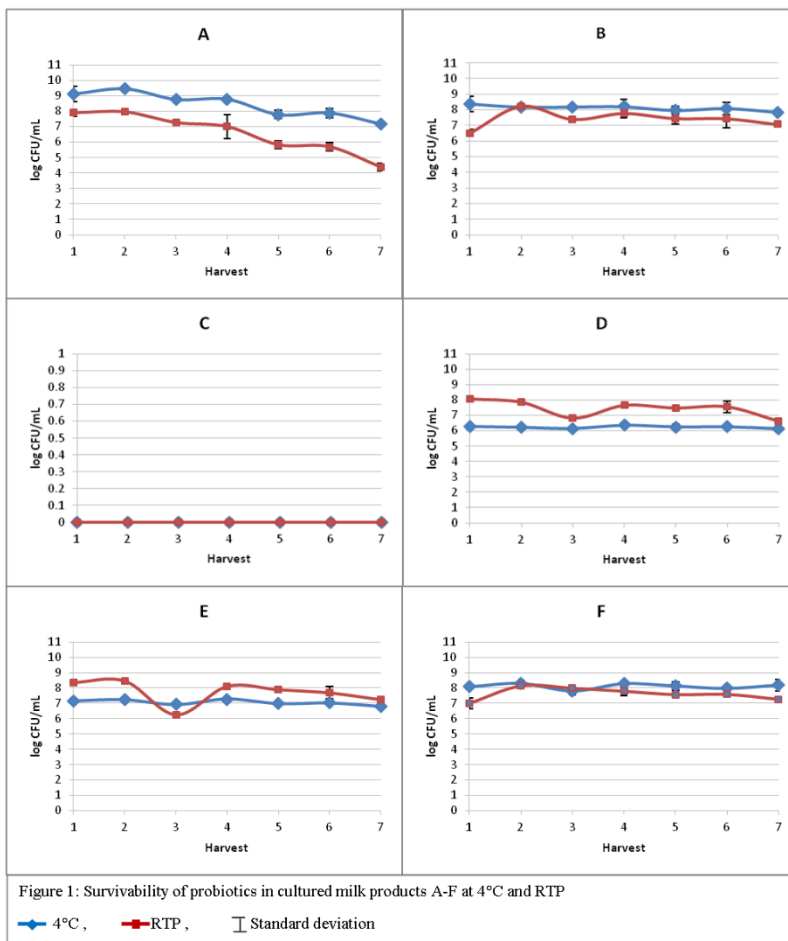 A
log CFU/mL
11
10
9
8
7
6
5
4
3
2
1
0
1 2 3 4 5 6 7
Harvest
B
log CFU/mL
11
10
9
8
7
6
5
4
3
2
1
0
1 2 3 4 5 6 7
Harvest
C
log CFU/mL
1
0.9
0.8
0.7
0.6
0.5
0.4
0.3
0.2
0.1
0
1 2 3 4 5 6 7
Harvest
D
log CFU/mL
11
10
9
8
7
6
5
4
3
2
1
0
1 2 3 4 5 6 7
Harvest
E
log CFU/mL
11
10
9
8
7
6
5
4
3
2
1
0
1 2 3 4 5 6 7
Harvest
F
log CFU/mL
11
10
9
8
7
6
5
4
3
2
1
0
1 2 3 4 5 6 7
Harvest
Figure 1: Survivability of probiotics in cultured milk products A-F at 4°C and RTP
4°C , RTP , Standard deviation